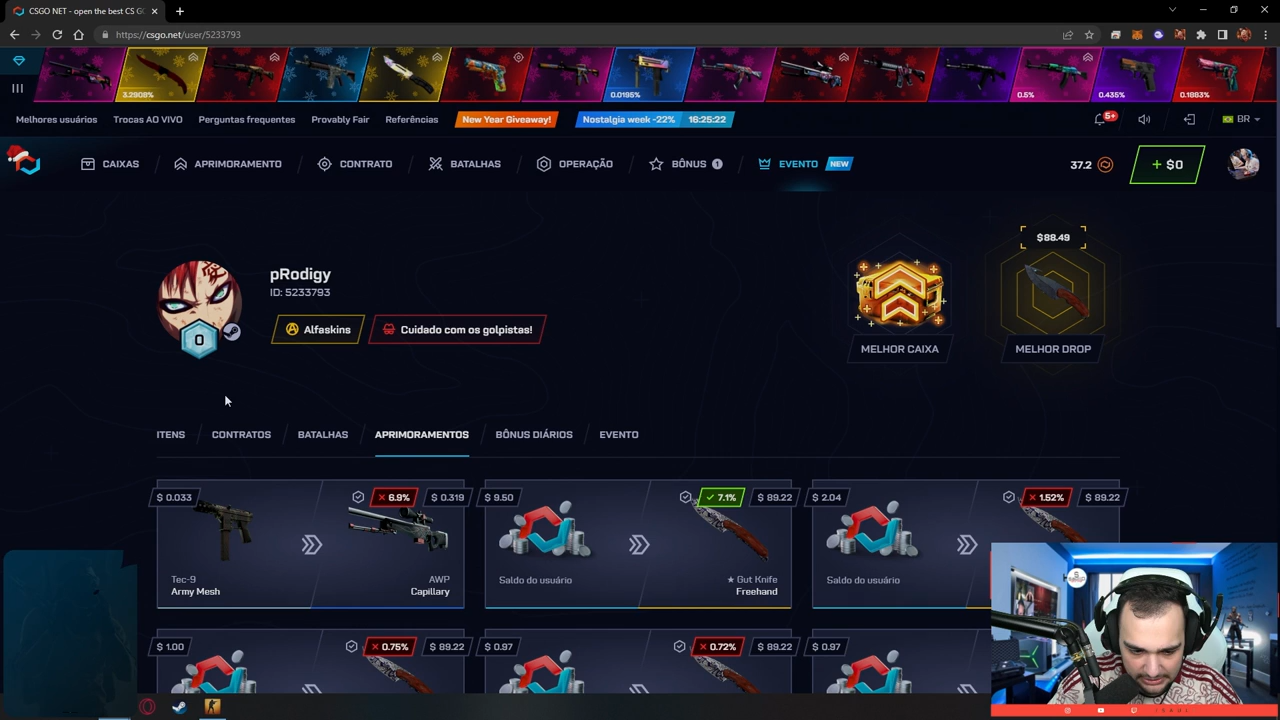 CSGO NET - open the best CS GO
https://csgo.net/user/5233793
3.2909%
0.0195%
0.5%
0.435%
0.1883%
Melhores usuários
Trocas AO VIVO
Perguntas frequentes
Provably Fair
Referências
New Year Giveaway!
Nostalgia week -22%
16:25:22
5+
BR
CAIXAS
APRIMORAMENTO
CONTRATO
BATALHAS
OPERAÇÃO
BÔNUS 1
EVENTO NEW
37.2
+ $0
pRodigy
ID: 5233793
0
Alfaskins
Cuidado com os golpistas!
MELHOR CAIXA
$88.49
MELHOR DROP
ITENS
CONTRATOS
BATALHAS
APRIMORAMENTOS
BÔNUS DIÁRIOS
EVENTO
$ 0.033
6.9%
$ 0.319
$ 9.50
7.1%
$ 89.22
$ 2.04
1.52%
$ 89.22
Tec-9
Army Mesh
AWP
Capillary
Saldo do usuário
★ Gut Knife
Freehand
Saldo do usuário
$ 1.00
0.75%
$ 89.22
$ 0.97
0.72%
$ 89.22
$ 0.97